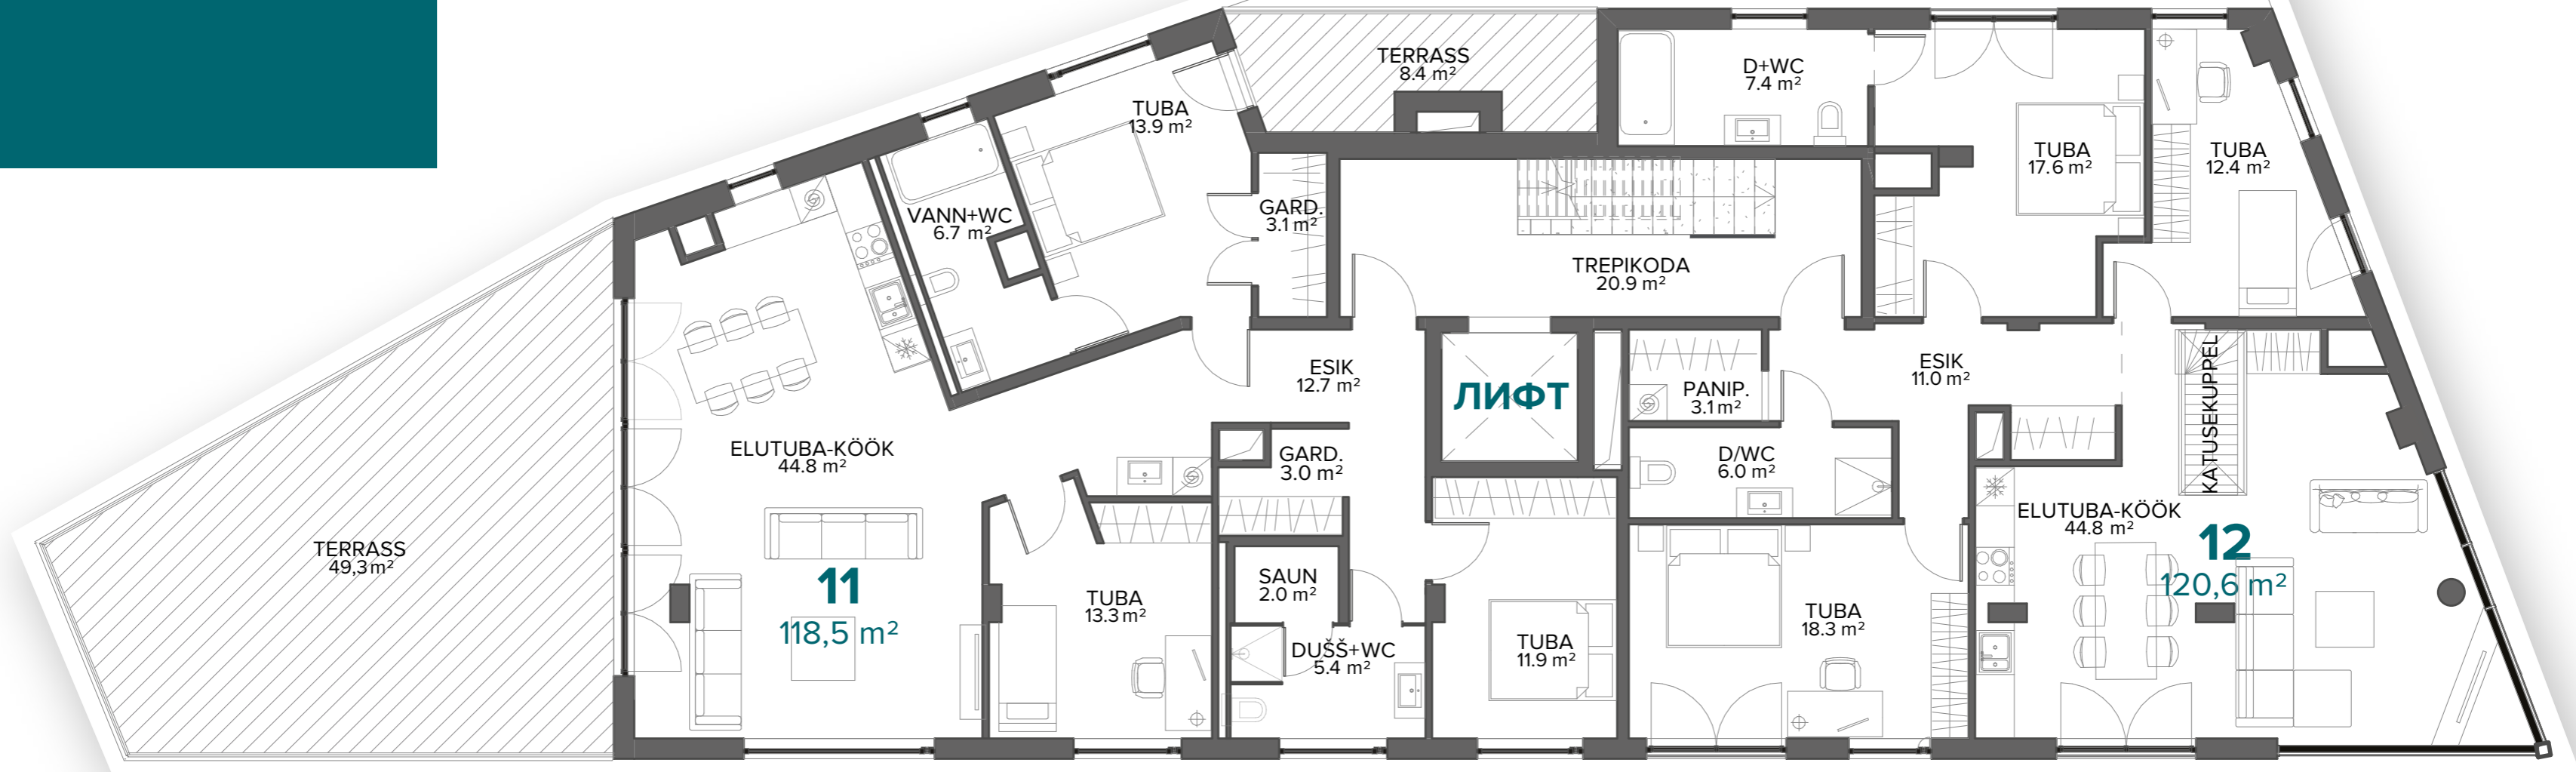 TERRASS
8.4 m²
D+WC
7.4 m²
TUBA
13.9 m²
TUBA
17.6 m²
TUBA
12.4 m²
VANN+WC
6.7 m²
GARD.
3.1 m²
TREPIKODA
20.9 m²
ESIK
12.7 m²
ЛИФТ
PANIP.
3.1 m²
ESIK
11.0 m²
KATUSEKUPPEL
ELUTUBA-KÖÖK
44.8 m²
GARD.
3.0 m²
D/WC
6.0 m²
ELUTUBA-KÖÖK
44.8 m²
12
120,6 m²
TERRASS
49,3 m²
11
118,5 m²
TUBA
13.3 m²
SAUN
2.0 m²
DUŠŠ+WC
5.4 m²
TUBA
11.9 m²
TUBA
18.3 m²